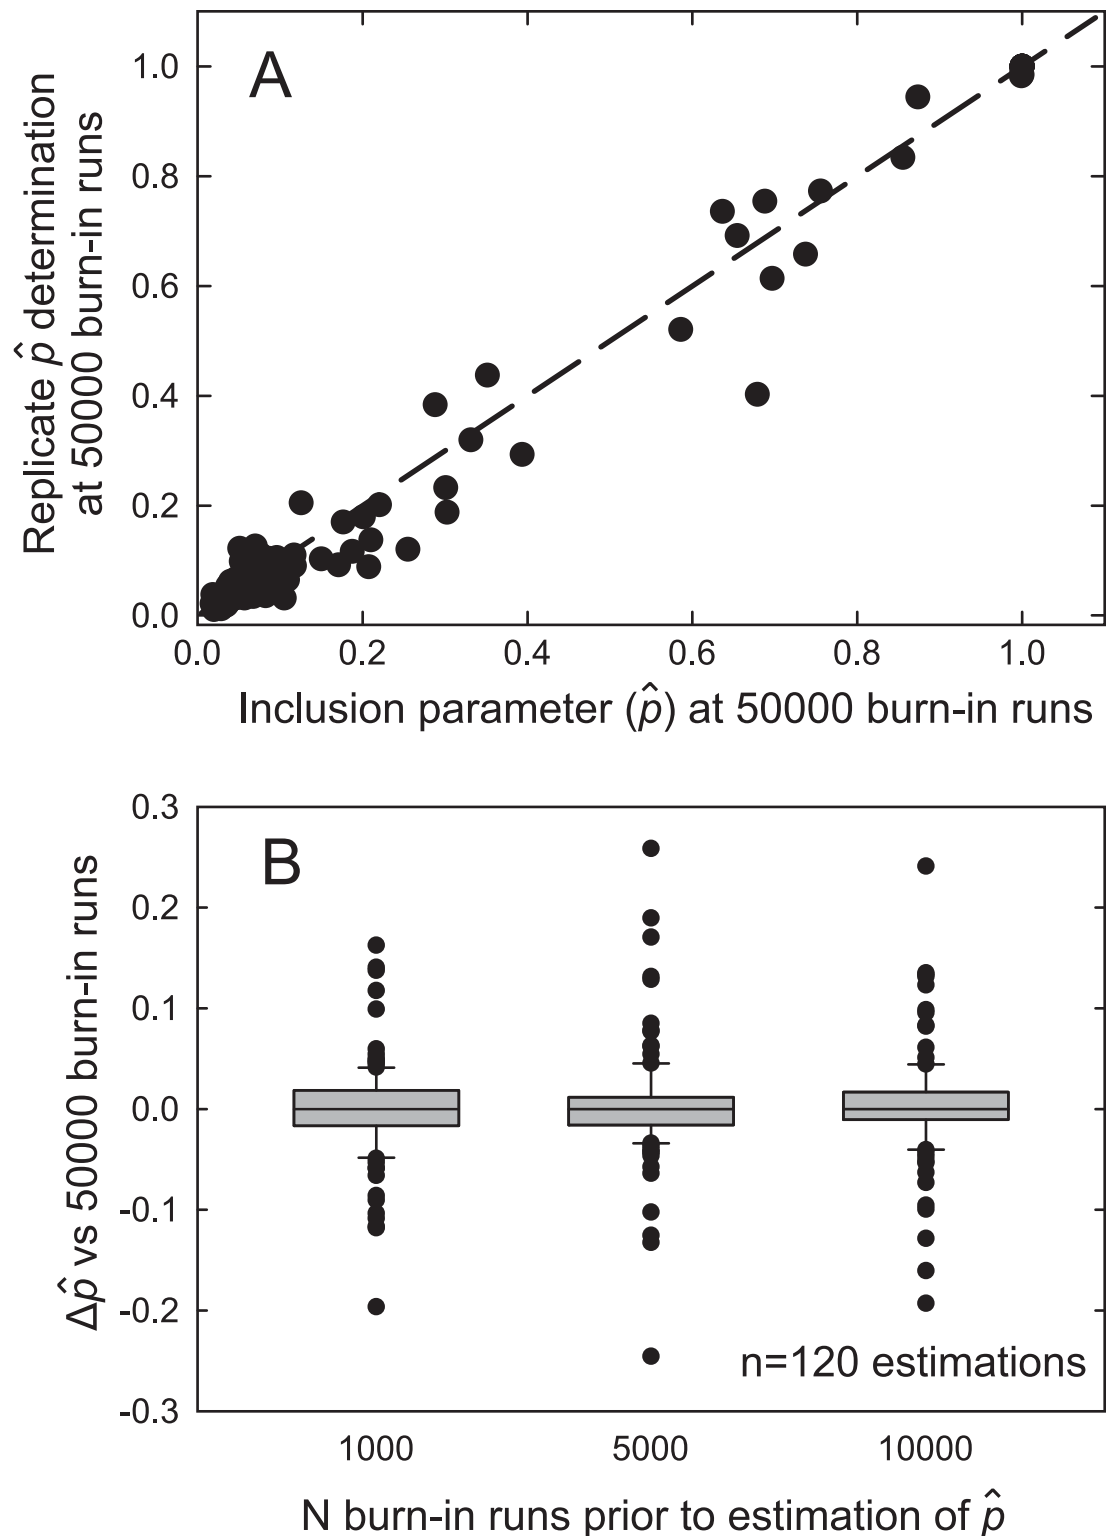 A
Replicate p̂ determination
at 50000 burn-in runs
1.0
0.8
0.6
0.4
0.2
0.0
0.0 0.2 0.4 0.6 0.8 1.0
Inclusion parameter (p̂) at 50000 burn-in runs
B
Δp̂ vs 50000 burn-in runs
0.3
0.2
0.1
0.0
-0.1
-0.2
-0.3
n=120 estimations
1000 5000 10000
N burn-in runs prior to estimation of p̂